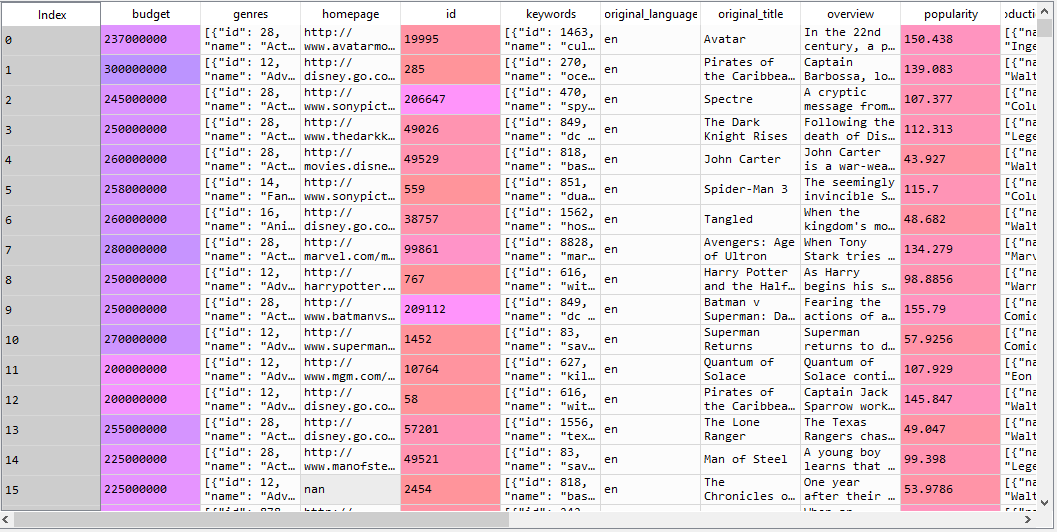 Index budget genres homepage id keywords original_language original_title overview popularity oducti
0 237000000 [{"id": 28, "name": "Act… http:// www.avatarmo… 19995 [{"id": 1463, "name": "cul… en Avatar In the 22nd century, a p… 150.438 [{"n "Inge
1 300000000 [{"id": 12, "name": "Adv… http:// disney.go.co… 285 [{"id": 270, "name": "oce… en Pirates of the Caribbea… Captain Barbossa, lo… 139.083 [{"n "Walt
2 245000000 [{"id": 28, "name": "Act… http:// www.sonypict… 206647 [{"id": 470, "name": "spy… en Spectre A cryptic message from… 107.377 [{"n "Colu
3 250000000 [{"id": 28, "name": "Act… http:// www.thedarkk… 49026 [{"id": 849, "name": "dc … en The Dark Knight Rises Following the death of Dis… 112.313 [{"n "Lege
4 260000000 [{"id": 28, "name": "Act… http:// movies.disne… 49529 [{"id": 818, "name": "bas… en John Carter John Carter is a war-wea… 43.927 [{"n "Walt
5 258000000 [{"id": 14, "name": "Fan… http:// www.sonypict… 559 [{"id": 851, "name": "dua… en Spider-Man 3 The seemingly invincible S… 115.7 [{"n "Colu
6 260000000 [{"id": 16, "name": "Ani… http:// disney.go.co… 38757 [{"id": 1562, "name": "hos… en Tangled When the kingdom's mo… 48.682 [{"n "Walt
7 280000000 [{"id": 28, "name": "Act… http:// marvel.com/m… 99861 [{"id": 8828, "name": "mar… en Avengers: Age of Ultron When Tony Stark tries … 134.279 [{"n "Marv
8 250000000 [{"id": 12, "name": "Adv… http:// harrypotter.… 767 [{"id": 616, "name": "wit… en Harry Potter and the Half… As Harry begins his s… 98.8856 [{"n "Warn
9 250000000 [{"id": 28, "name": "Act… http:// www.batmanvs… 209112 [{"id": 849, "name": "dc … en Batman v Superman: Da… Fearing the actions of a… 155.79 [{"n Comic
10 270000000 [{"id": 12, "name": "Adv… http:// www.superman… 1452 [{"id": 83, "name": "sav… en Superman Returns Superman returns to d… 57.9256 [{"n Comic
11 200000000 [{"id": 12, "name": "Adv… http:// www.mgm.com/… 10764 [{"id": 627, "name": "kil… en Quantum of Solace Quantum of Solace conti… 107.929 [{"n "Eon
12 200000000 [{"id": 12, "name": "Adv… http:// disney.go.co… 58 [{"id": 616, "name": "wit… en Pirates of the Caribbea… Captain Jack Sparrow work… 145.847 [{"n "Walt
13 255000000 [{"id": 28, "name": "Act… http:// disney.go.co… 57201 [{"id": 1556, "name": "tex… en The Lone Ranger The Texas Rangers chas… 49.047 [{"n "Walt
14 225000000 [{"id": 28, "name": "Act… http:// www.manofste… 49521 [{"id": 83, "name": "sav… en Man of Steel A young boy learns that … 99.398 [{"n "Lege
15 225000000 [{"id": 12, "name": "Adv… nan 2454 [{"id": 818, "name": "bas… en The Chronicles o… One year after their … 53.9786 [{"n "Walt